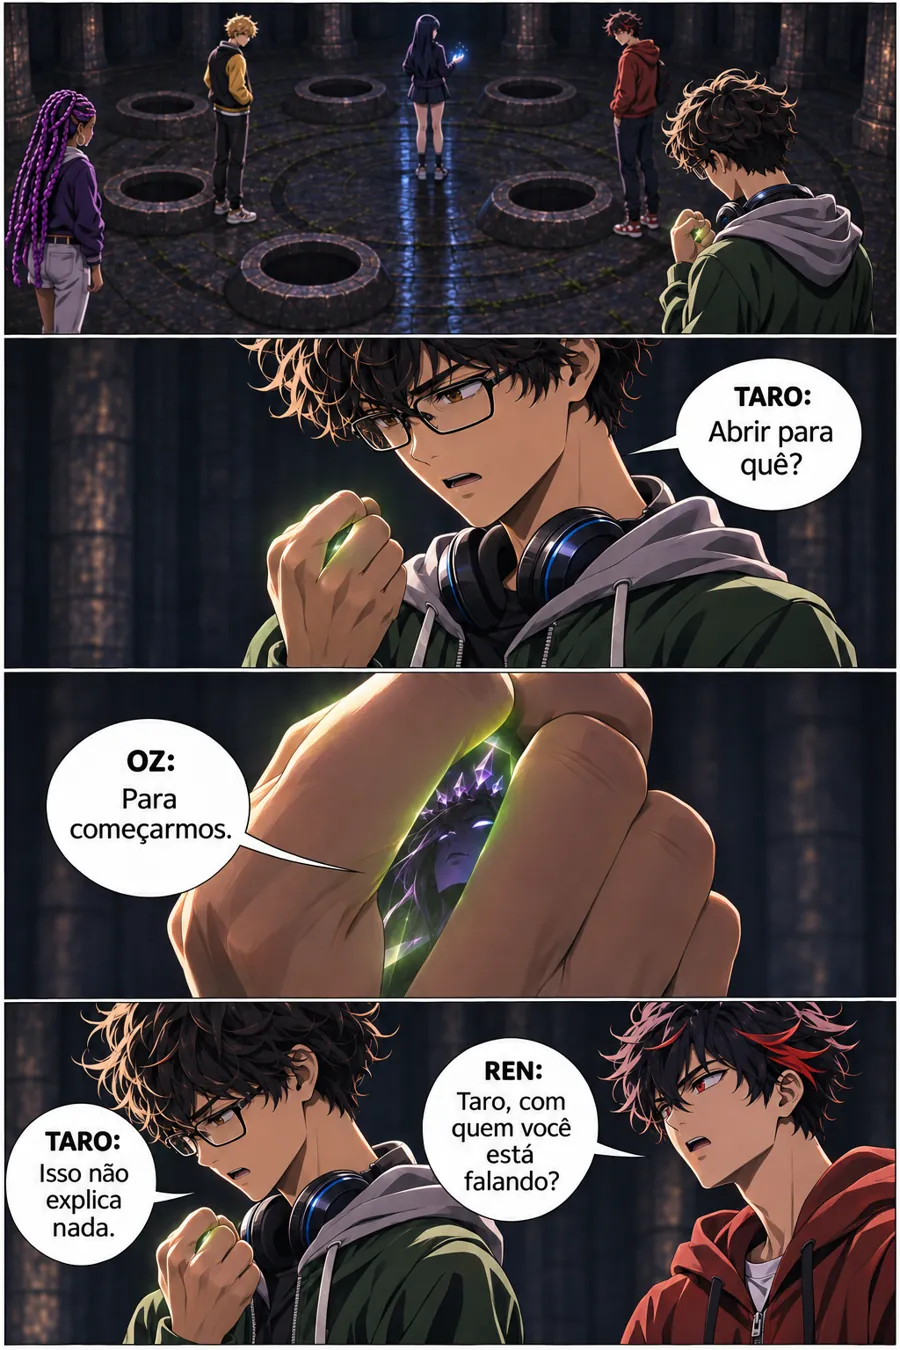 TARO:
Abrir para
quê?
OZ:
Para
começarmos.
TARO:
Isso não
explica
nada.
REN:
Taro, com
quem você
está
falando?